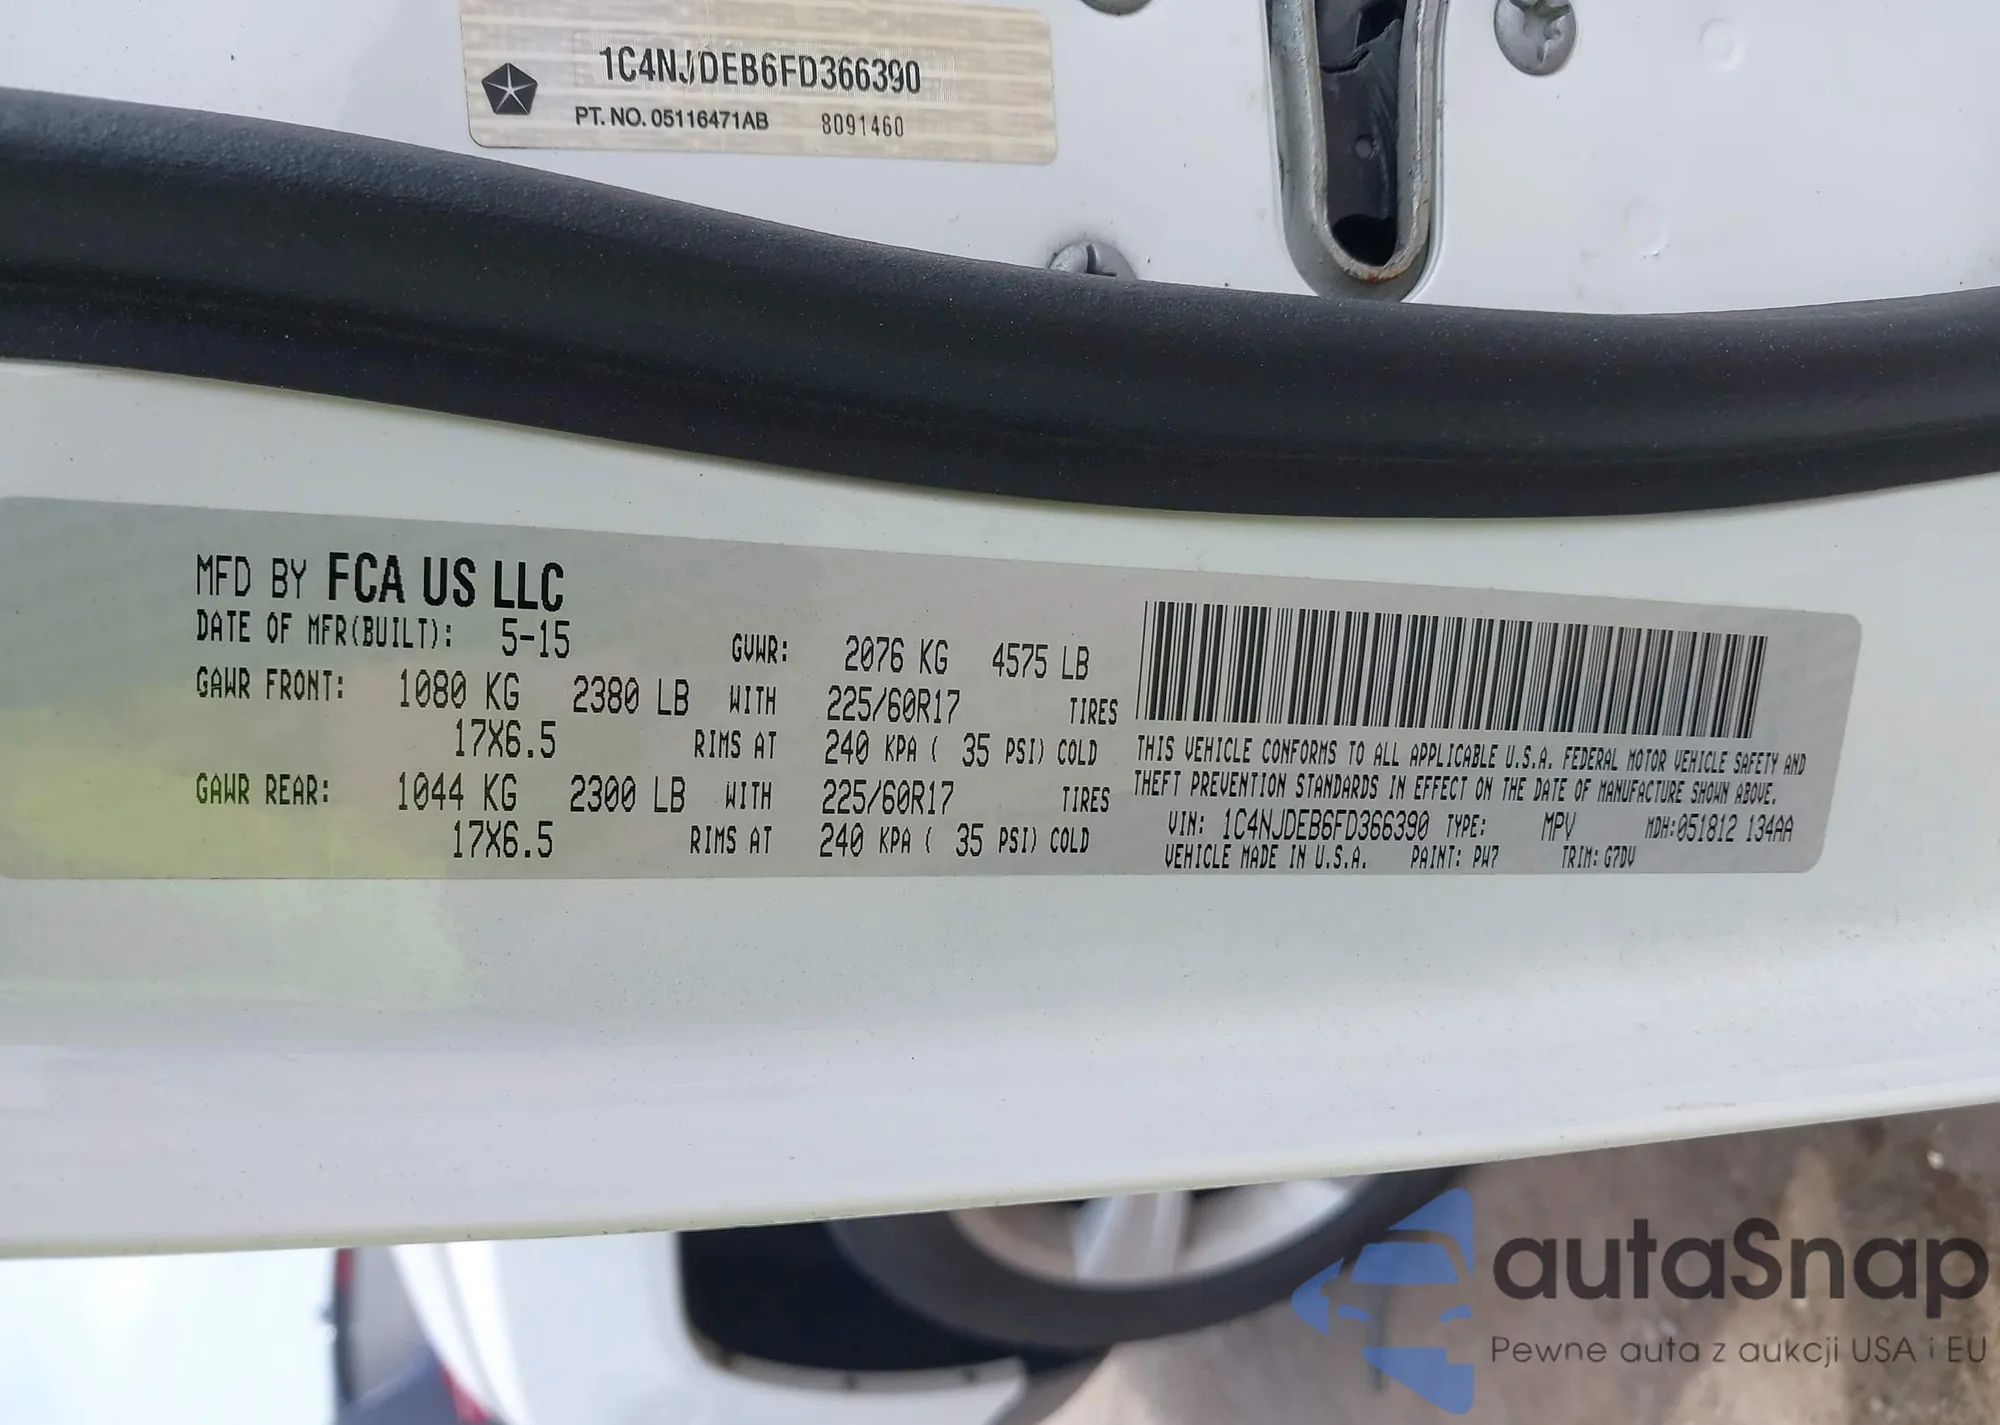 1C4NJDEB6FD366390
PT. NO. 05116471AB 8091460
MFD BY FCA US LLC
DATE OF MFR(BUILT): 5-15 GVWR: 2076 KG 4575 LB
GAWR FRONT: 1080 KG 2380 LB WITH 225/60R17 TIRES
17X6.5 RIMS AT 240 KPA ( 35 PSI) COLD
GAWR REAR: 1044 KG 2300 LB WITH 225/60R17 TIRES
17X6.5 RIMS AT 240 KPA ( 35 PSI) COLD
THIS VEHICLE CONFORMS TO ALL APPLICABLE U.S.A. FEDERAL MOTOR VEHICLE SAFETY AND
THEFT PREVENTION STANDARDS IN EFFECT ON THE DATE OF MANUFACTURE SHOWN ABOVE.
VIN: 1C4NJDEB6FD366390 TYPE: MPV MDH:051812 134AA
VEHICLE MADE IN U.S.A. PAINT: PW7 TRIM: G7DV
autaSnap
Pewne auta z aukcji USA i EU